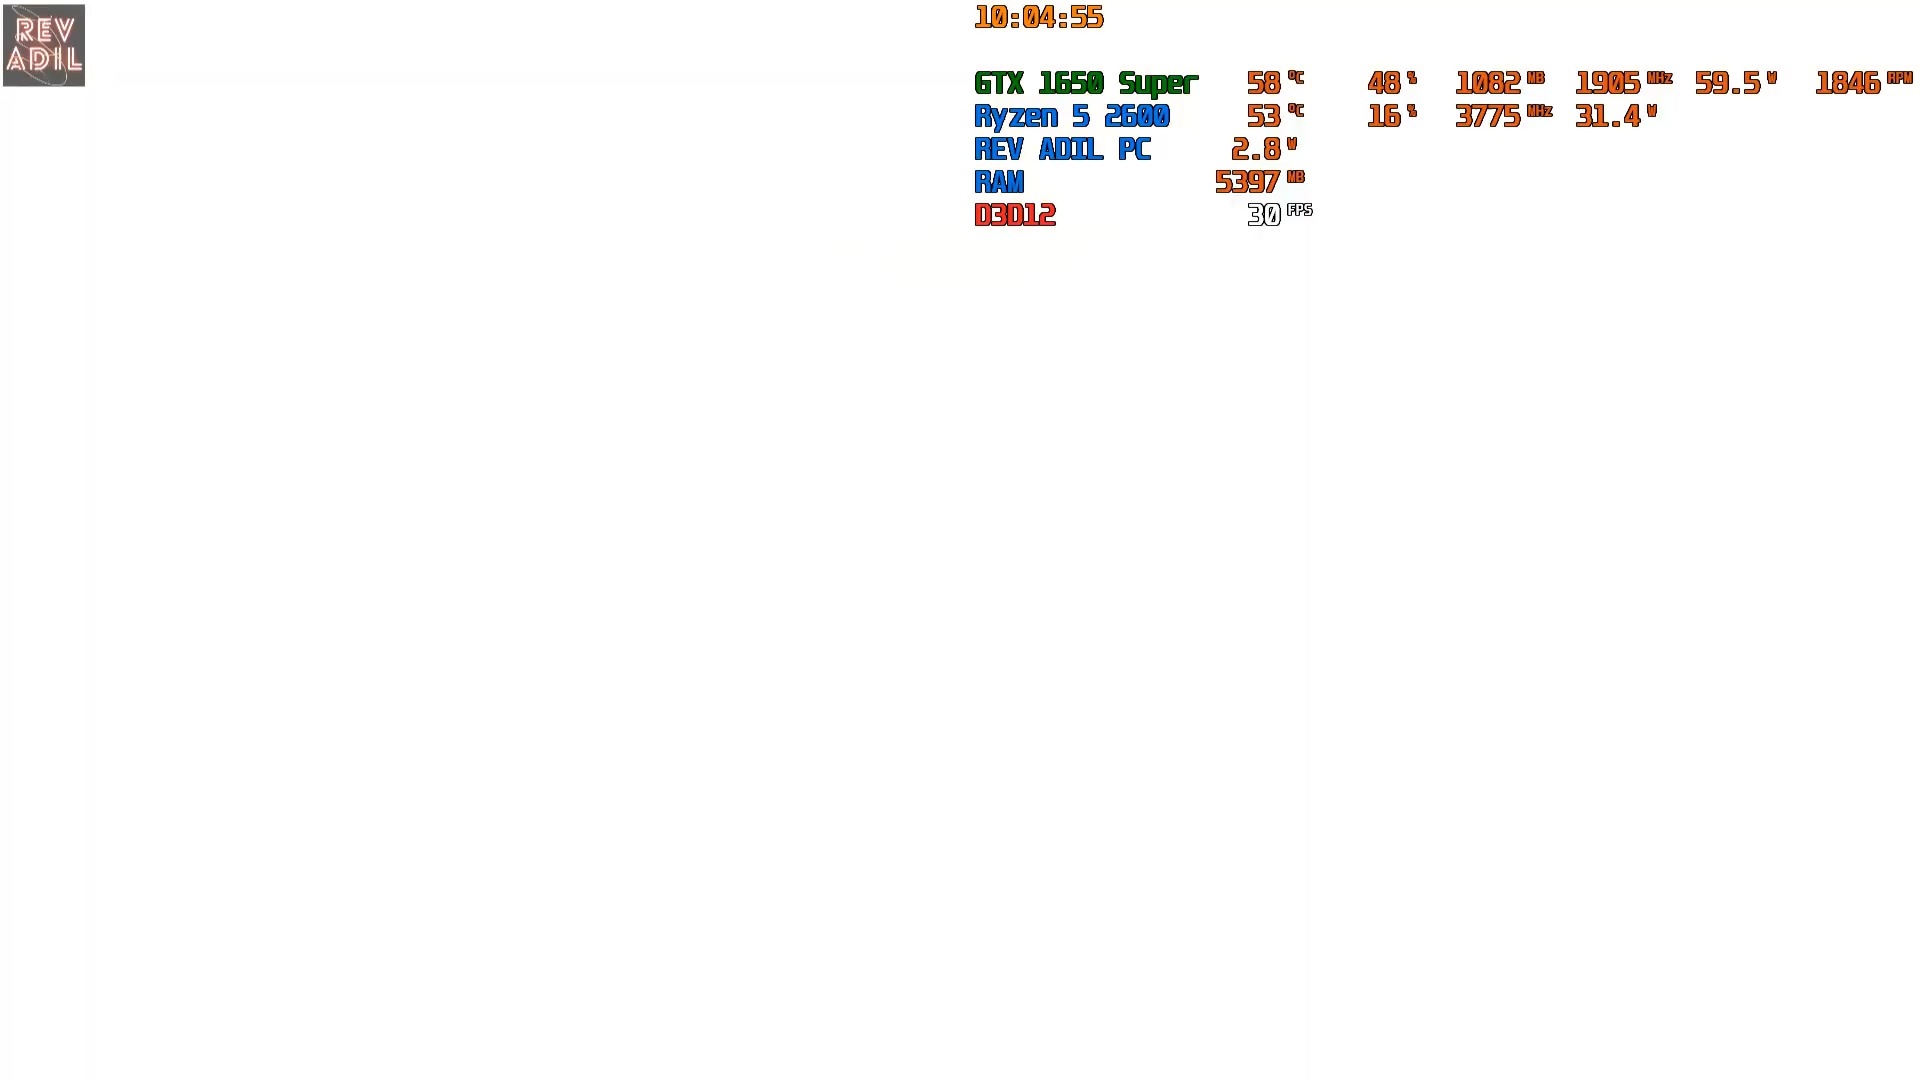 REV
ADIL
10:04:55
GTX 1650 Super 58 °C 48 % 1082 MB 1905 MHz 59.5 W 1846 RPM
Ryzen 5 2600 53 °C 16 % 3775 MHz 31.4 W
REV ADIL PC 2.8 W
RAM 5397 MB
D3D12 30 FPS